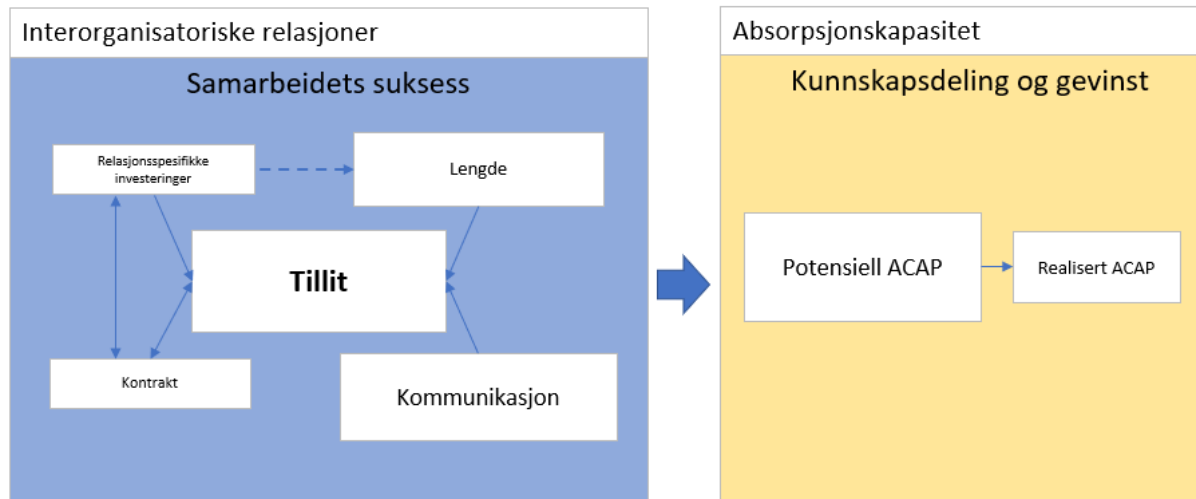 Interorganisatoriske relasjoner
Samarbeidets suksess
Relasjonsspesifikke
investeringer
Lengde
Tillit
Kontrakt
Kommunikasjon
Absorpsjonskapasitet
Kunnskapsdeling og gevinst
Potensiell ACAP
Realisert ACAP